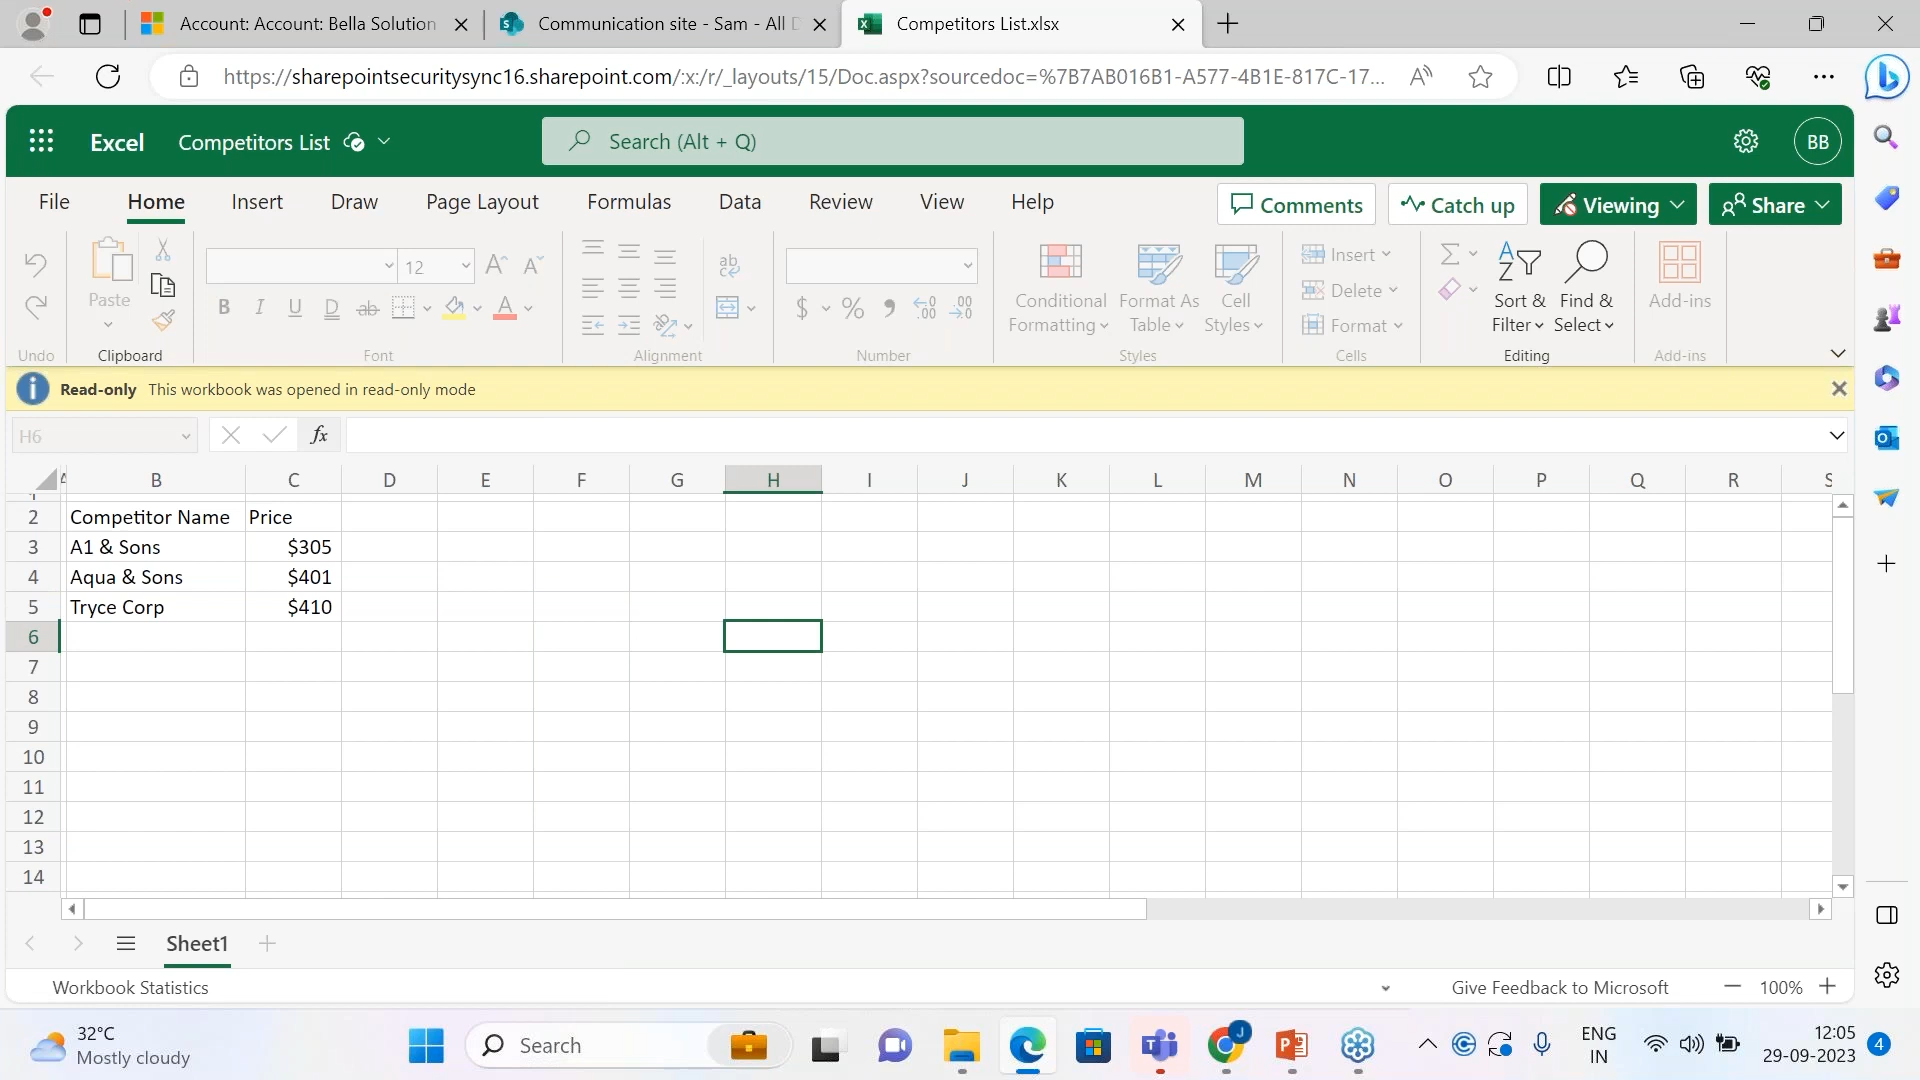 Account: Account: Bella Solution
Communication site - Sam - All D
Competitors List.xlsx
https://sharepointsecuritysync16.sharepoint.com/:x:/r/_layouts/15/Doc.aspx?sourcedoc=%7B7AB016B1-A577-4B1E-817C-17...
Excel
Competitors List
Search (Alt + Q)
BB
File
Home
Insert
Draw
Page Layout
Formulas
Data
Review
View
Help
Comments
Catch up
Viewing
Share
Paste
12
Conditional Formatting
Format As Table
Cell Styles
Insert
Delete
Format
Sort & Filter
Find & Select
Add-ins
Undo
Clipboard
Font
Alignment
Number
Styles
Cells
Editing
Add-ins
Read-only This workbook was opened in read-only mode
H6
fx
B C D E F G H I J K L M N O P Q R S
2 Competitor Name Price
3 A1 & Sons $305
4 Aqua & Sons $401
5 Tryce Corp $410
6
7
8
9
10
11
12
13
14
Sheet1
Workbook Statistics
Give Feedback to Microsoft
100%
32°C
Mostly cloudy
Search
J
ENG
IN
12:05
29-09-2023
4